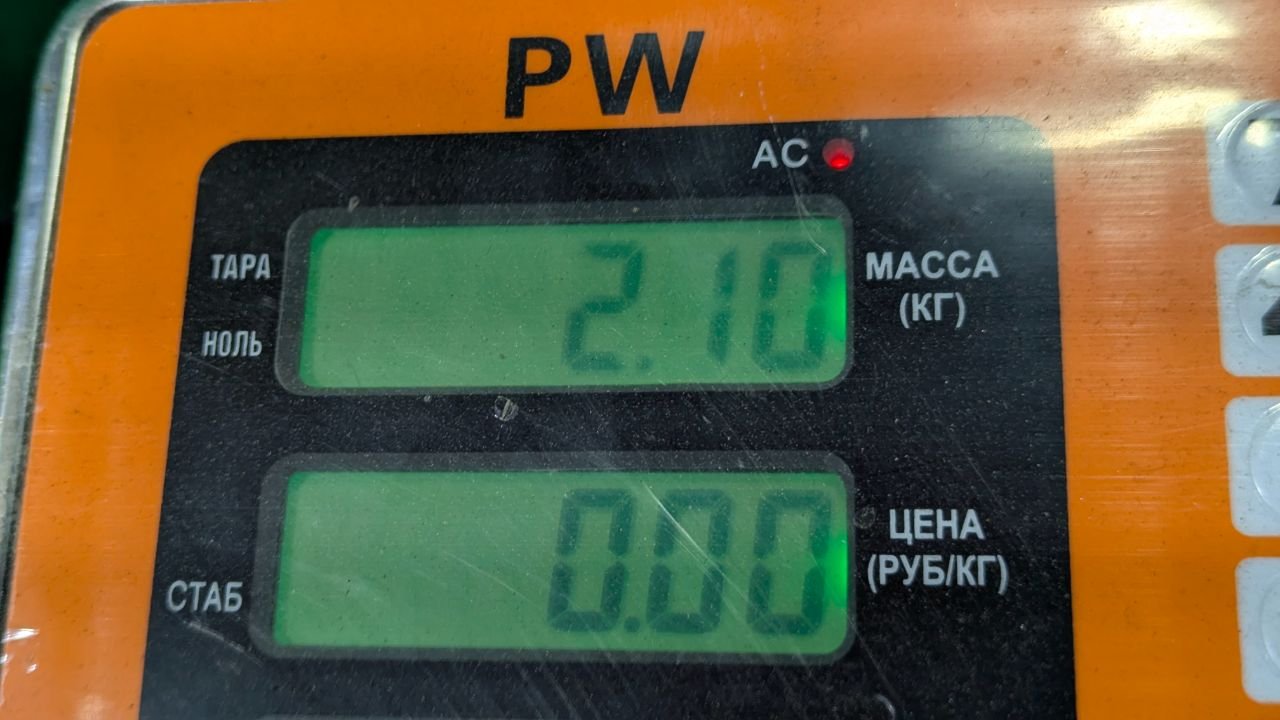 PW
AC
ТАРА
НОЛЬ
2.10
МАССА
(КГ)
СТАБ
0.00
ЦЕНА
(РУБ/КГ)